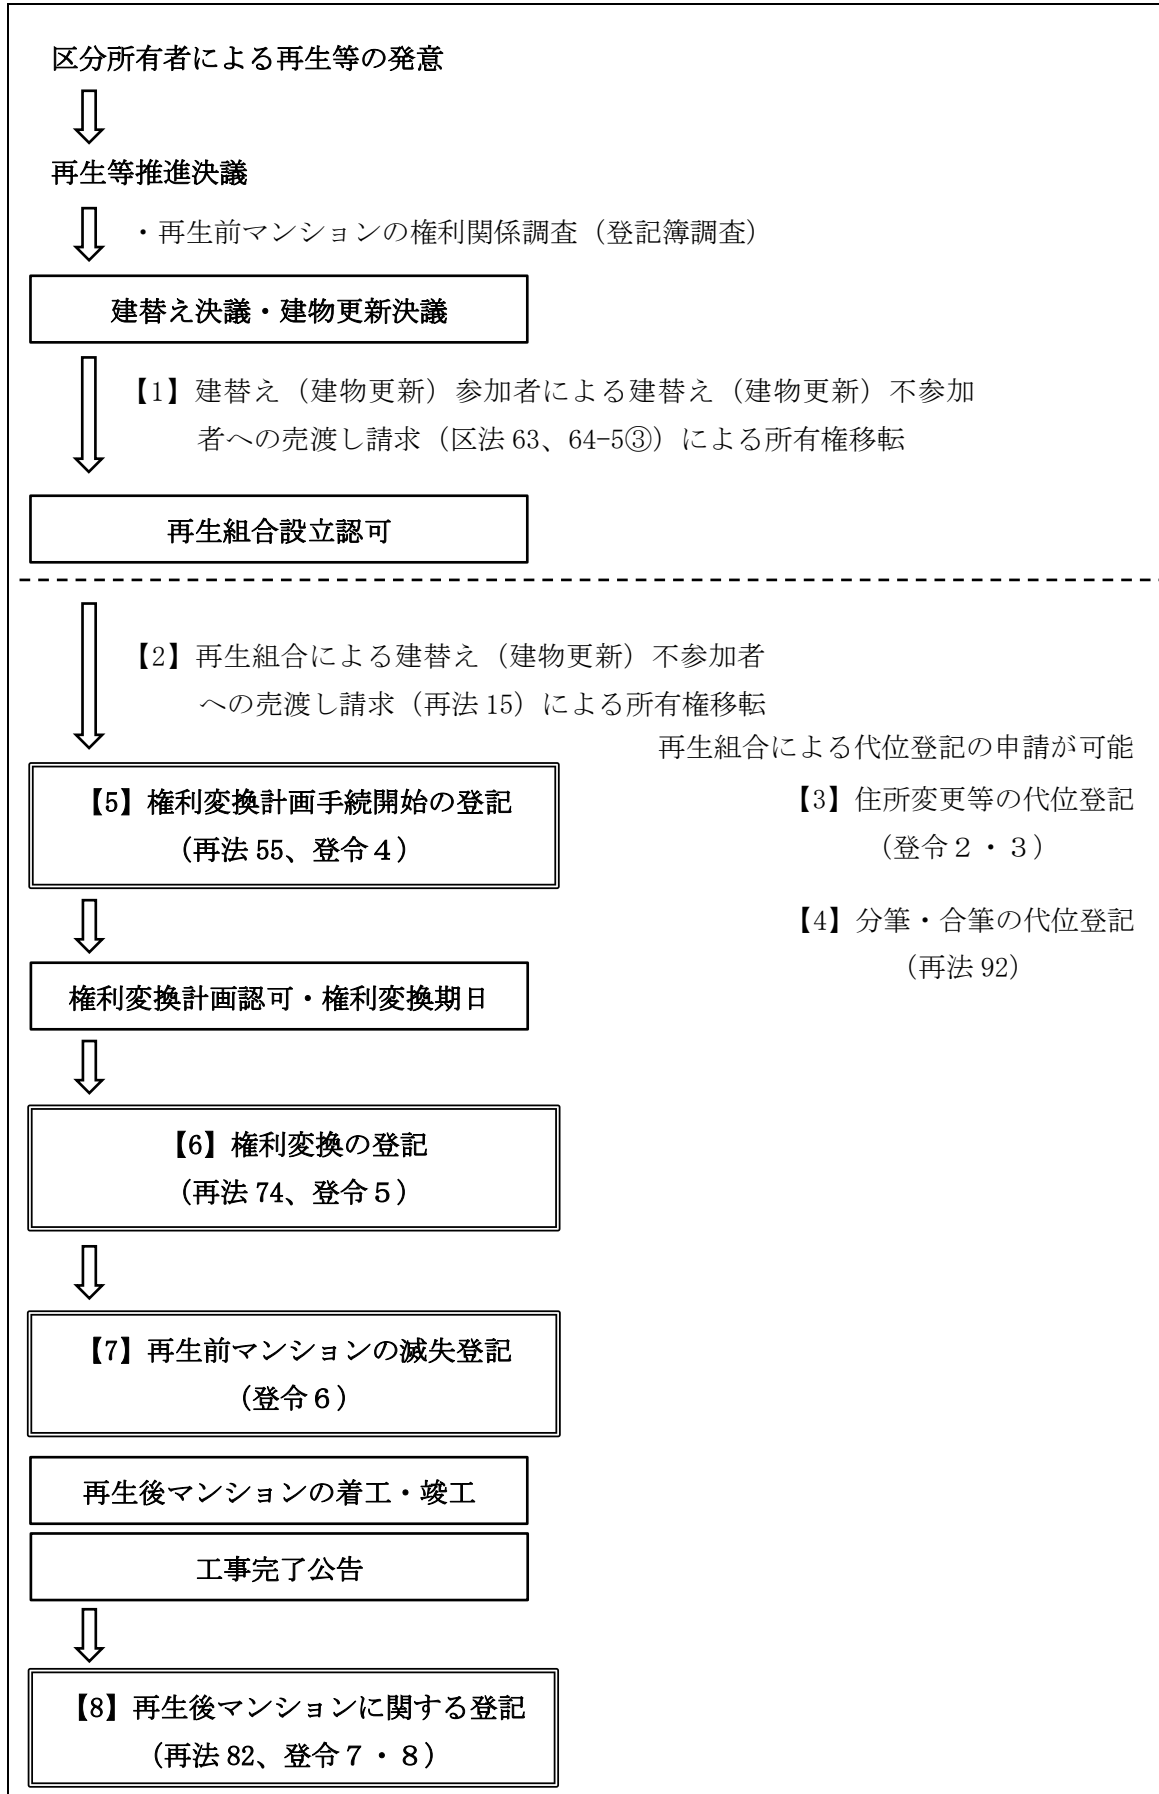 区分所有者による再生等の発意
再生等推進決議
・再生前マンションの権利関係調査（登記簿調査）
建替え決議・建物更新決議
【1】建替え（建物更新）参加者による建替え（建物更新）不参加
者への売渡し請求（区法 63、64-5③）による所有権移転
再生組合設立認可
【2】再生組合による建替え（建物更新）不参加者
への売渡し請求（再法 15）による所有権移転
再生組合による代位登記の申請が可能
【5】権利変換計画手続開始の登記
（再法 55、登令４）
【3】住所変更等の代位登記
（登令２・３）
【4】分筆・合筆の代位登記
（再法 92）
権利変換計画認可・権利変換期日
【6】権利変換の登記
（再法 74、登令５）
【7】再生前マンションの滅失登記
（登令６）
再生後マンションの着工・竣工
工事完了公告
【8】再生後マンションに関する登記
（再法 82、登令７・８）